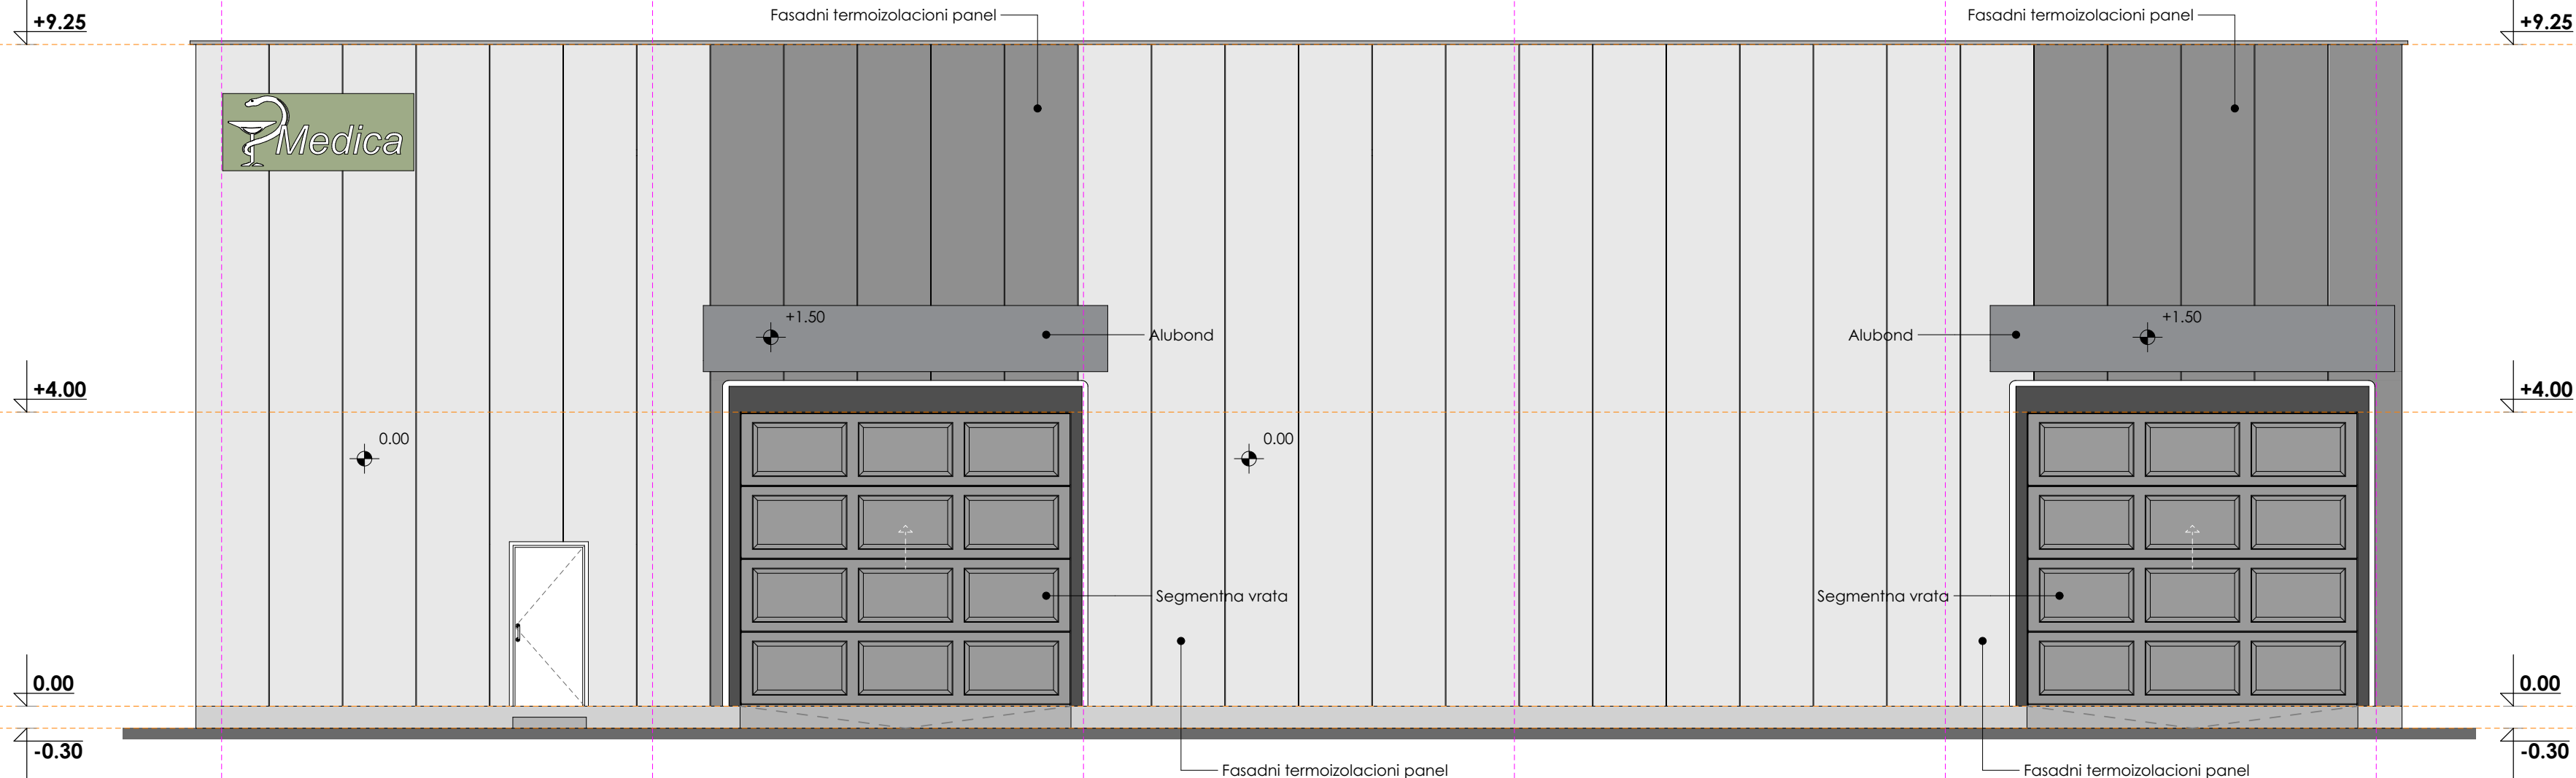 Fasadni termoizolacioni panel
Fasadni termoizolacioni panel
+9.25
+9.25
Medica
+1.50
+1.50
Alubond
Alubond
+4.00
+4.00
0.00
0.00
Segmentna vrata
Segmentna vrata
0.00
0.00
-0.30
-0.30
Fasadni termoizolacioni panel
Fasadni termoizolacioni panel